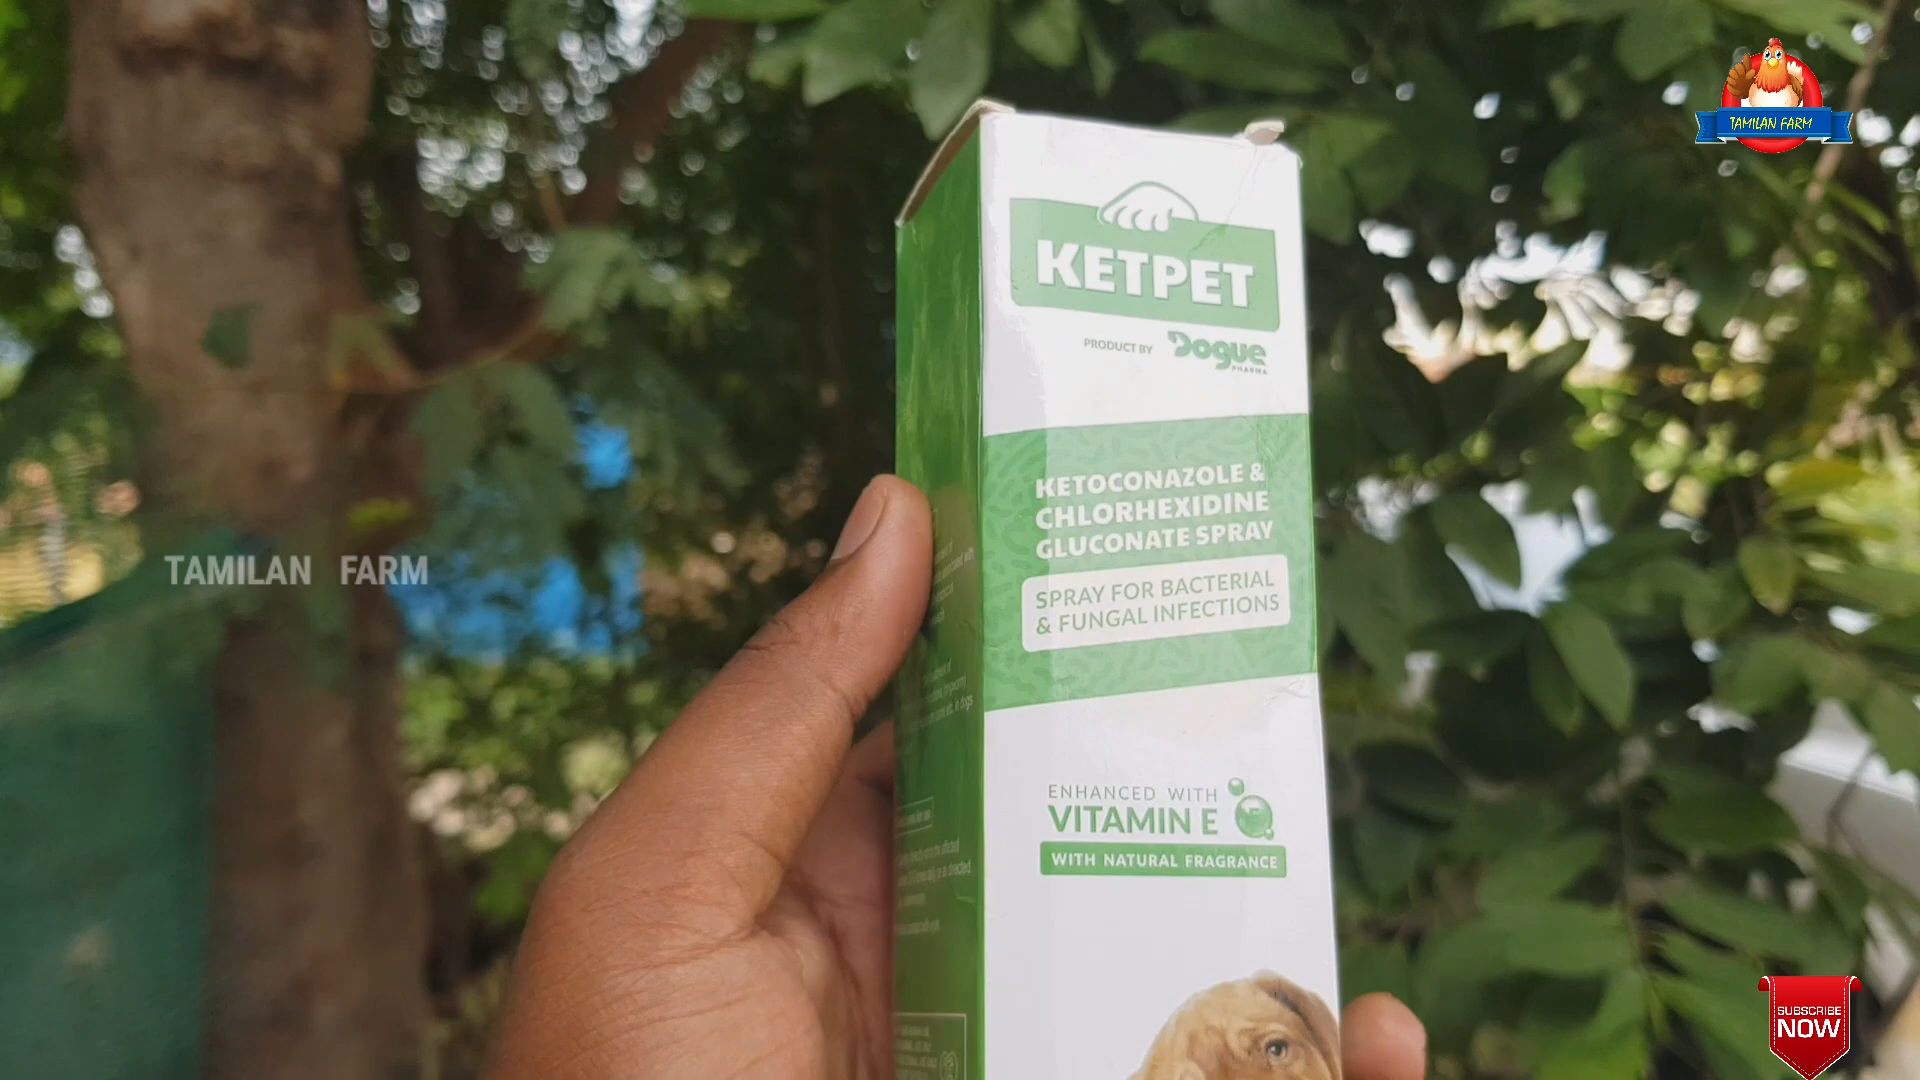 TAMILAN FARM
KETPET
PRODUCT BY Dogue
PHARMA
KETOCONAZOLE &
CHLORHEXIDINE
GLUCONATE SPRAY
SPRAY FOR BACTERIAL
& FUNGAL INFECTIONS
TAMILAN FARM
ENHANCED WITH
VITAMIN E
E
WITH NATURAL FRAGRANCE
SUBSCRIBE
NOW